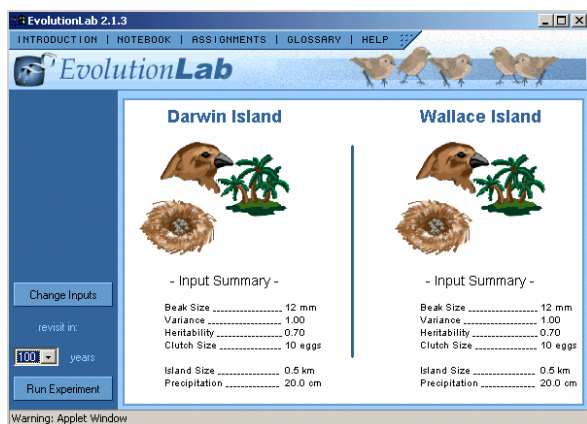 EvolutionLab 2.1.3
INTRODUCTION | NOTEBOOK | ASSIGNMENTS | GLOSSARY | HELP
EvolutionLab
Darwin Island
- Input Summary -
Beak Size 12 mm
Variance 1.00
Heritability 0.70
Clutch Size 10 eggs
Island Size 0.5 km
Precipitation 20.0 cm
Wallace Island
- Input Summary -
Beak Size 12 mm
Variance 1.00
Heritability 0.70
Clutch Size 10 eggs
Island Size 0.5 km
Precipitation 20.0 cm
Change Inputs
revisit in:
100 years
Run Experiment
Warning: Applet Window